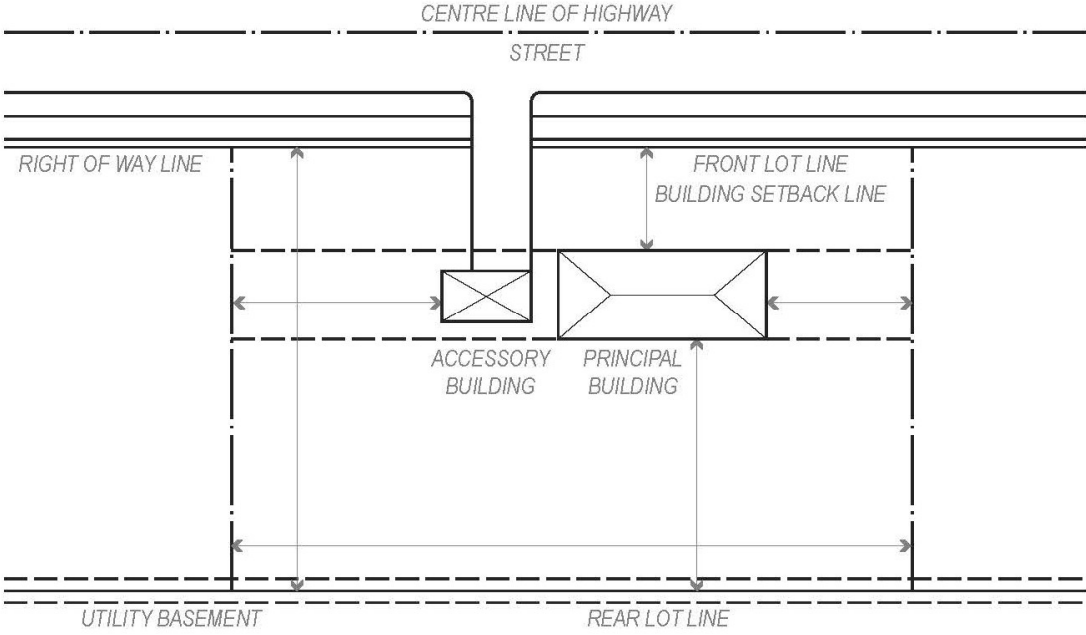 CENTRE LINE OF HIGHWAY
STREET
RIGHT OF WAY LINE
FRONT LOT LINE
BUILDING SETBACK LINE
ACCESSORY
BUILDING
PRINCIPAL
BUILDING
UTILITY BASEMENT
REAR LOT LINE